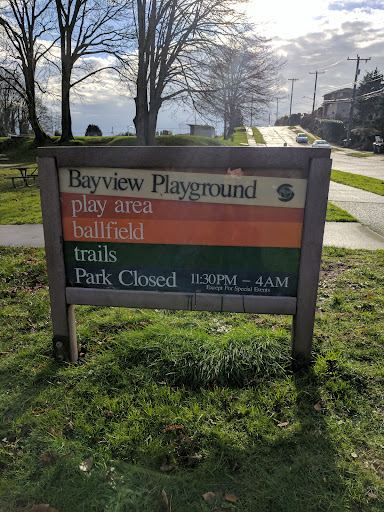 Bayview Playground
play area
ballfield
trails
Park Closed 11:30PM – 4AM
Except For Special Events